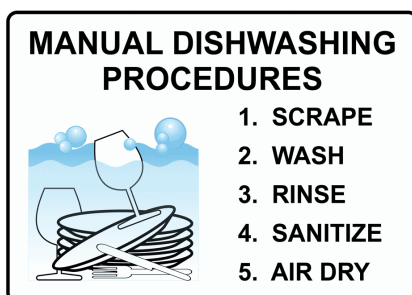 MANUAL DISHWASHING
PROCEDURES
1. SCRAPE
2. WASH
3. RINSE
4. SANITIZE
5. AIR DRY